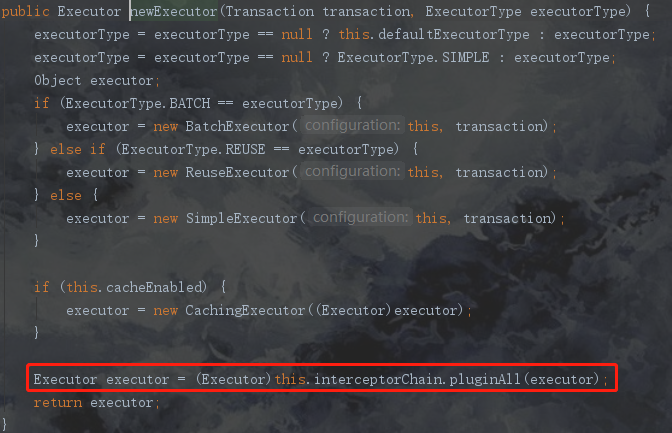 public Executor newExecutor(Transaction transaction, ExecutorType executorType) {
    executorType = executorType == null ? this.defaultExecutorType : executorType;
    executorType = executorType == null ? ExecutorType.SIMPLE : executorType;
    Object executor;
    if (ExecutorType.BATCH == executorType) {
        executor = new BatchExecutor( configuration: this, transaction);
    } else if (ExecutorType.REUSE == executorType) {
        executor = new ReuseExecutor( configuration: this, transaction);
    } else {
        executor = new SimpleExecutor( configuration: this, transaction);
    }
    if (this.cacheEnabled) {
        executor = new CachingExecutor((Executor)executor);
    }
    Executor executor = (Executor)this.interceptorChain.pluginAll(executor);
    return executor;
}